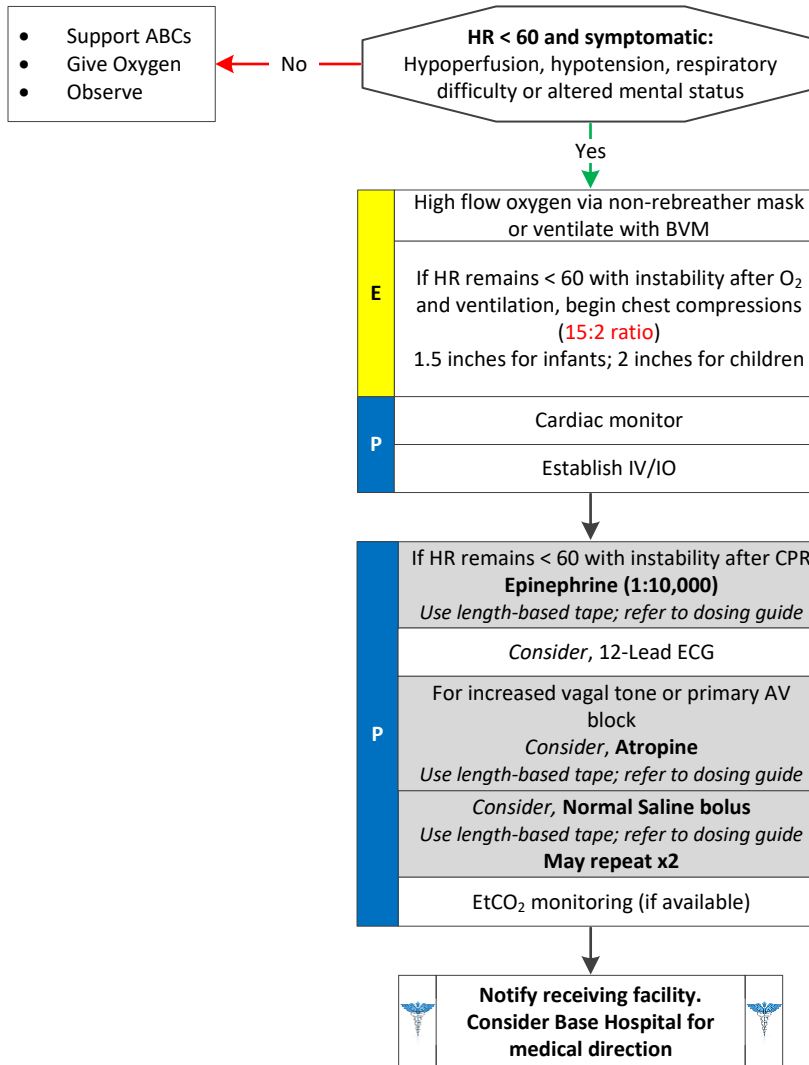 • Support ABCs
• Give Oxygen
• Observe
No
HR < 60 and symptomatic:
Hypoperfusion, hypotension, respiratory
difficulty or altered mental status
Yes
E
High flow oxygen via non-rebreather mask
or ventilate with BVM
If HR remains < 60 with instability after O₂
and ventilation, begin chest compressions
(15:2 ratio)
1.5 inches for infants; 2 inches for children
P
Cardiac monitor
Establish IV/IO
P
If HR remains < 60 with instability after CPR
Epinephrine (1:10,000)
Use length-based tape; refer to dosing guide
Consider, 12-Lead ECG
For increased vagal tone or primary AV
block
Consider, Atropine
Use length-based tape; refer to dosing guide
Consider, Normal Saline bolus
Use length-based tape; refer to dosing guide
May repeat x2
EtCO₂ monitoring (if available)
Notify receiving facility.
Consider Base Hospital for
medical direction